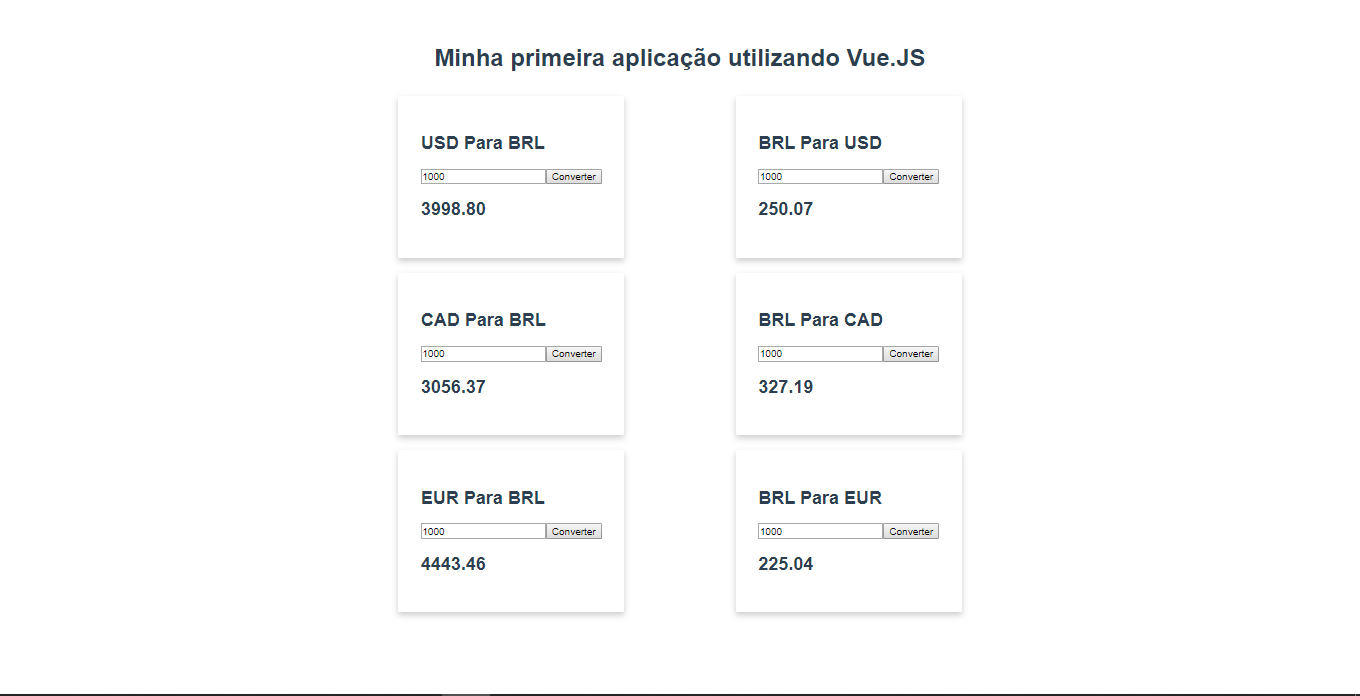 Minha primeira aplicação utilizando Vue.JS
USD Para BRL
1000 Converter
3998.80
BRL Para USD
1000 Converter
250.07
CAD Para BRL
1000 Converter
3056.37
BRL Para CAD
1000 Converter
327.19
EUR Para BRL
1000 Converter
4443.46
BRL Para EUR
1000 Converter
225.04